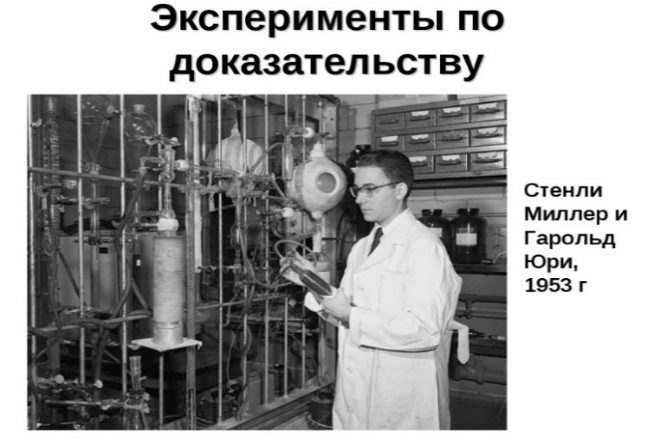 Эксперименты по
доказательству
Стенли
Миллер и
Гарольд
Юри,
1953 г